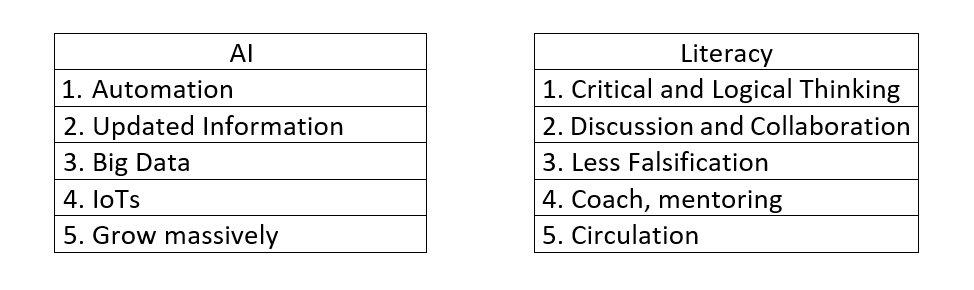 AI
1. Automation
2. Updated Information
3. Big Data
4. IoTs
5. Grow massively
Literacy
1. Critical and Logical Thinking
2. Discussion and Collaboration
3. Less Falsification
4. Coach, mentoring
5. Circulation